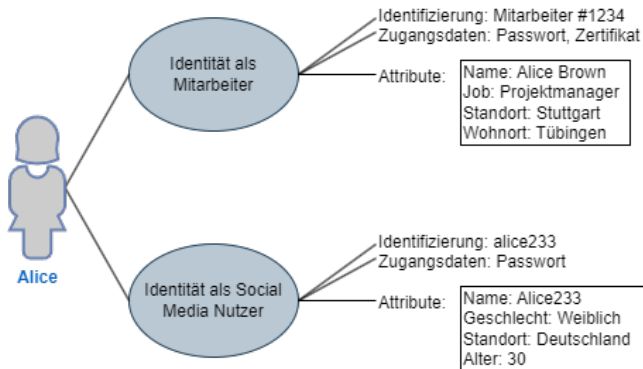 Identifizierung: Mitarbeiter #1234
Zugangsdaten: Passwort, Zertifikat
Identität als
Mitarbeiter
Attribute:
Name: Alice Brown
Job: Projektmanager
Standort: Stuttgart
Wohnort: Tübingen
Alice
Identifizierung: alice233
Zugangsdaten: Passwort
Identität als Social
Media Nutzer
Attribute:
Name: Alice233
Geschlecht: Weiblich
Standort: Deutschland
Alter: 30